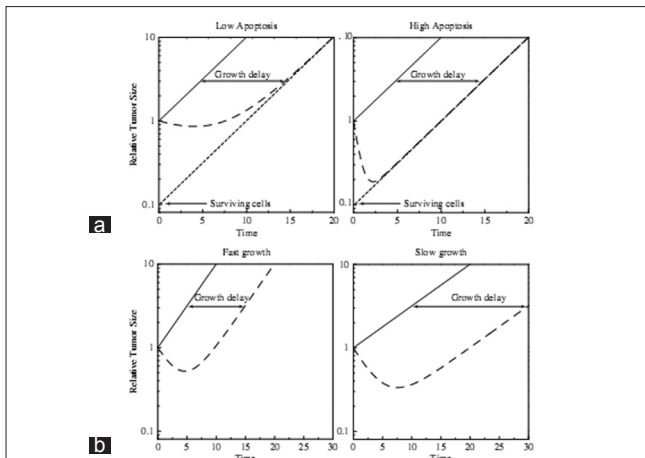 Low Apoptosis
High Apoptosis
10
10
Growth delay
Growth delay
1
1
Relative Tumor Size
0.1
0.1
Surviving cells
Surviving cells
0 5 10 15 20
0 5 10 15 20
Time
Time
a
Fast growth
Slow growth
10
10
Growth delay
Growth delay
1
1
Relative Tumor Size
0.1
0.1
0 5 10 15 20 25 30
0 5 10 15 20 25 30
Time
Time
b